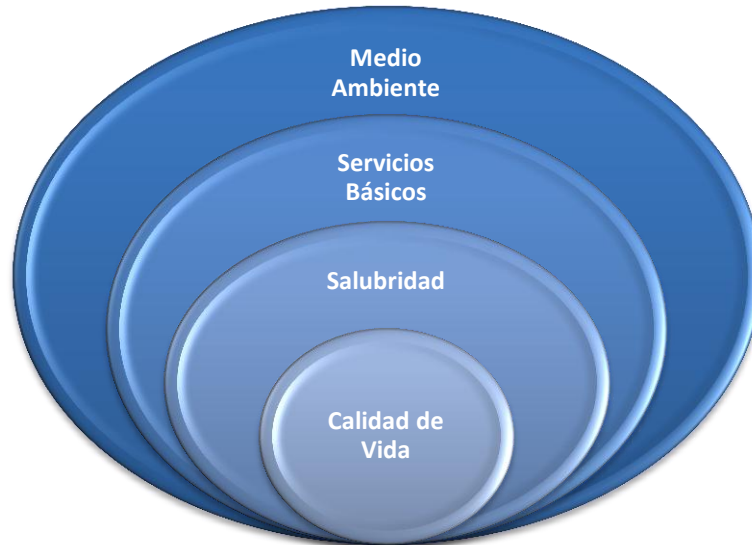 Medio
Ambiente
Servicios
Básicos
Salubridad
Calidad de
Vida